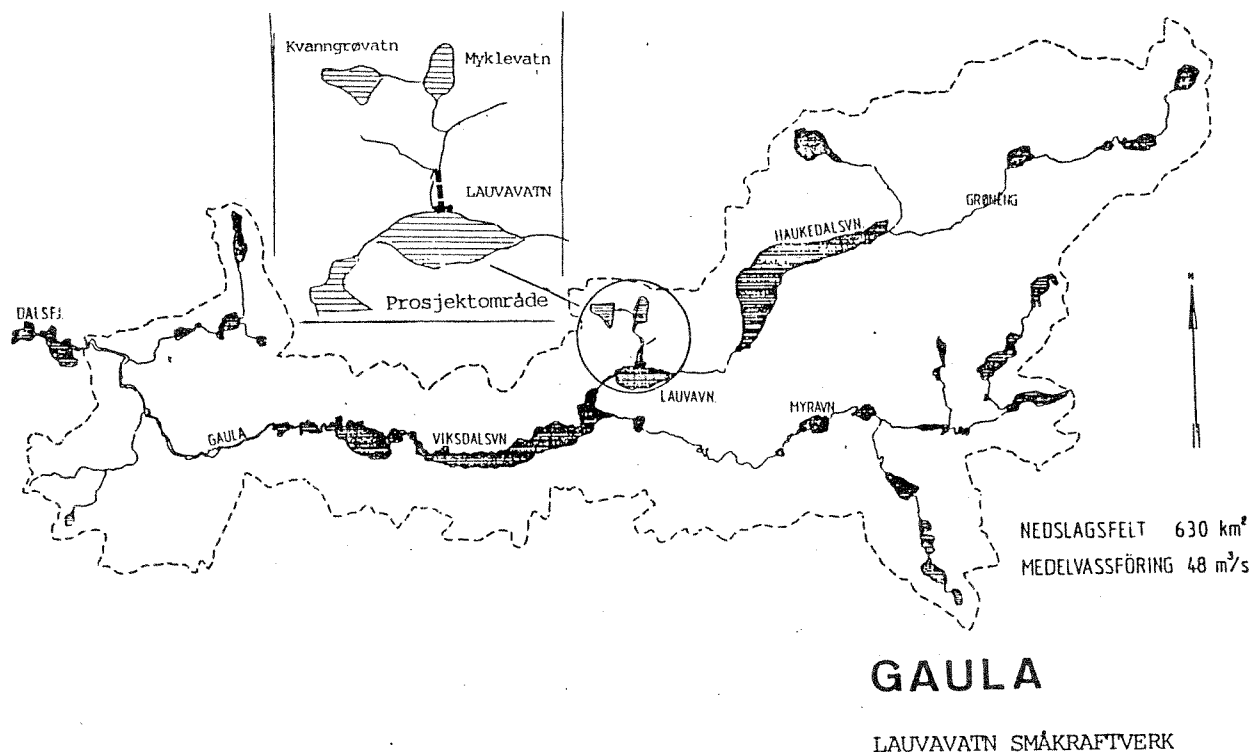 Kvanngrøvatn
Myklevatn
LAUVAVATN
Prosjektområde
GRØNENG
HAUKEDALSVN.
DALSFJ.
LAUVAVN.
MYRAVN.
GAULA
VIKSDALSVN
N
NEDSLAGSFELT 630 km²
MEDELVASSFÖRING 48 m³/s
GAULA
LAUVAVATN SMÅKRAFTVERK